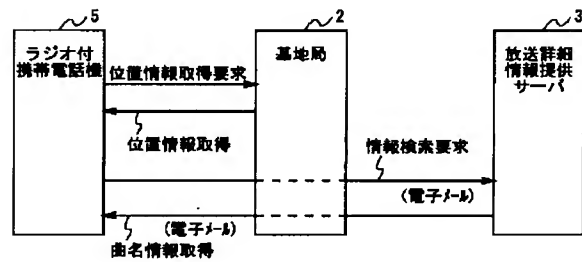 5
2
3
ラジオ付
携帯電話機
基地局
放送詳細
情報提供
サーバ
位置情報取得要求
位置情報取得
情報検索要求
(電子メール)
(電子メール)
曲名情報取得